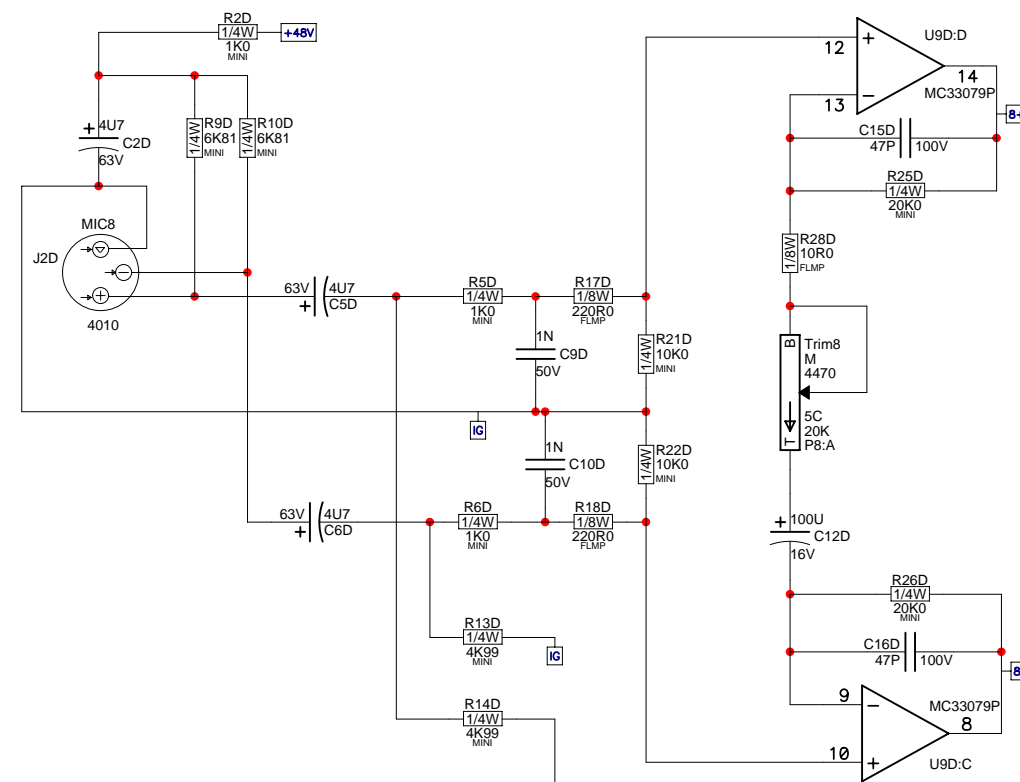 R2D
1/4W
1K0
MINI
+48V
4U7
+
C2D
63V
R9D
1/4W
6K81
MINI
R10D
1/4W
6K81
MINI
MIC8
J2D
4010
63V
4U7
+
C5D
R5D
1/4W
1K0
MINI
R17D
1/8W
220R0
FLMP
1N
C9D
50V
R21D
1/4W
10K0
MINI
IG
1N
C10D
50V
R22D
1/4W
10K0
MINI
63V
4U7
+
C6D
R6D
1/4W
1K0
MINI
R18D
1/8W
220R0
FLMP
R13D
1/4W
4K99
MINI
IG
R14D
1/4W
4K99
MINI
12
+
U9D:D
14
MC33079P
13
−
8+
C15D
47P
100V
R25D
1/4W
20K0
MINI
R28D
1/8W
10R0
FLMP
B
Trim8
M
4470
5C
20K
P8:A
T
+
100U
C12D
16V
R26D
1/4W
20K0
MINI
C16D
47P
100V
8
9
−
MC33079P
8
10
+
U9D:C